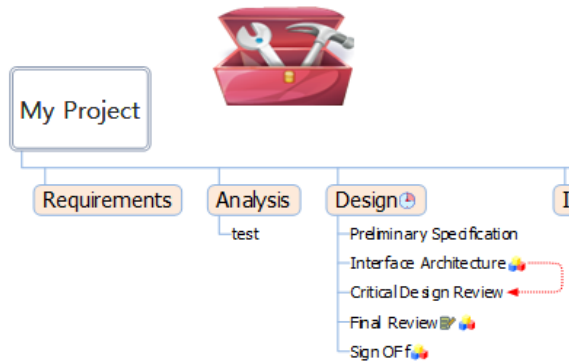 My Project
Requirements
Analysis
Design
test
Preliminary Specification
Interface Architecture
Critical Design Review
Final Review
Sign OFf